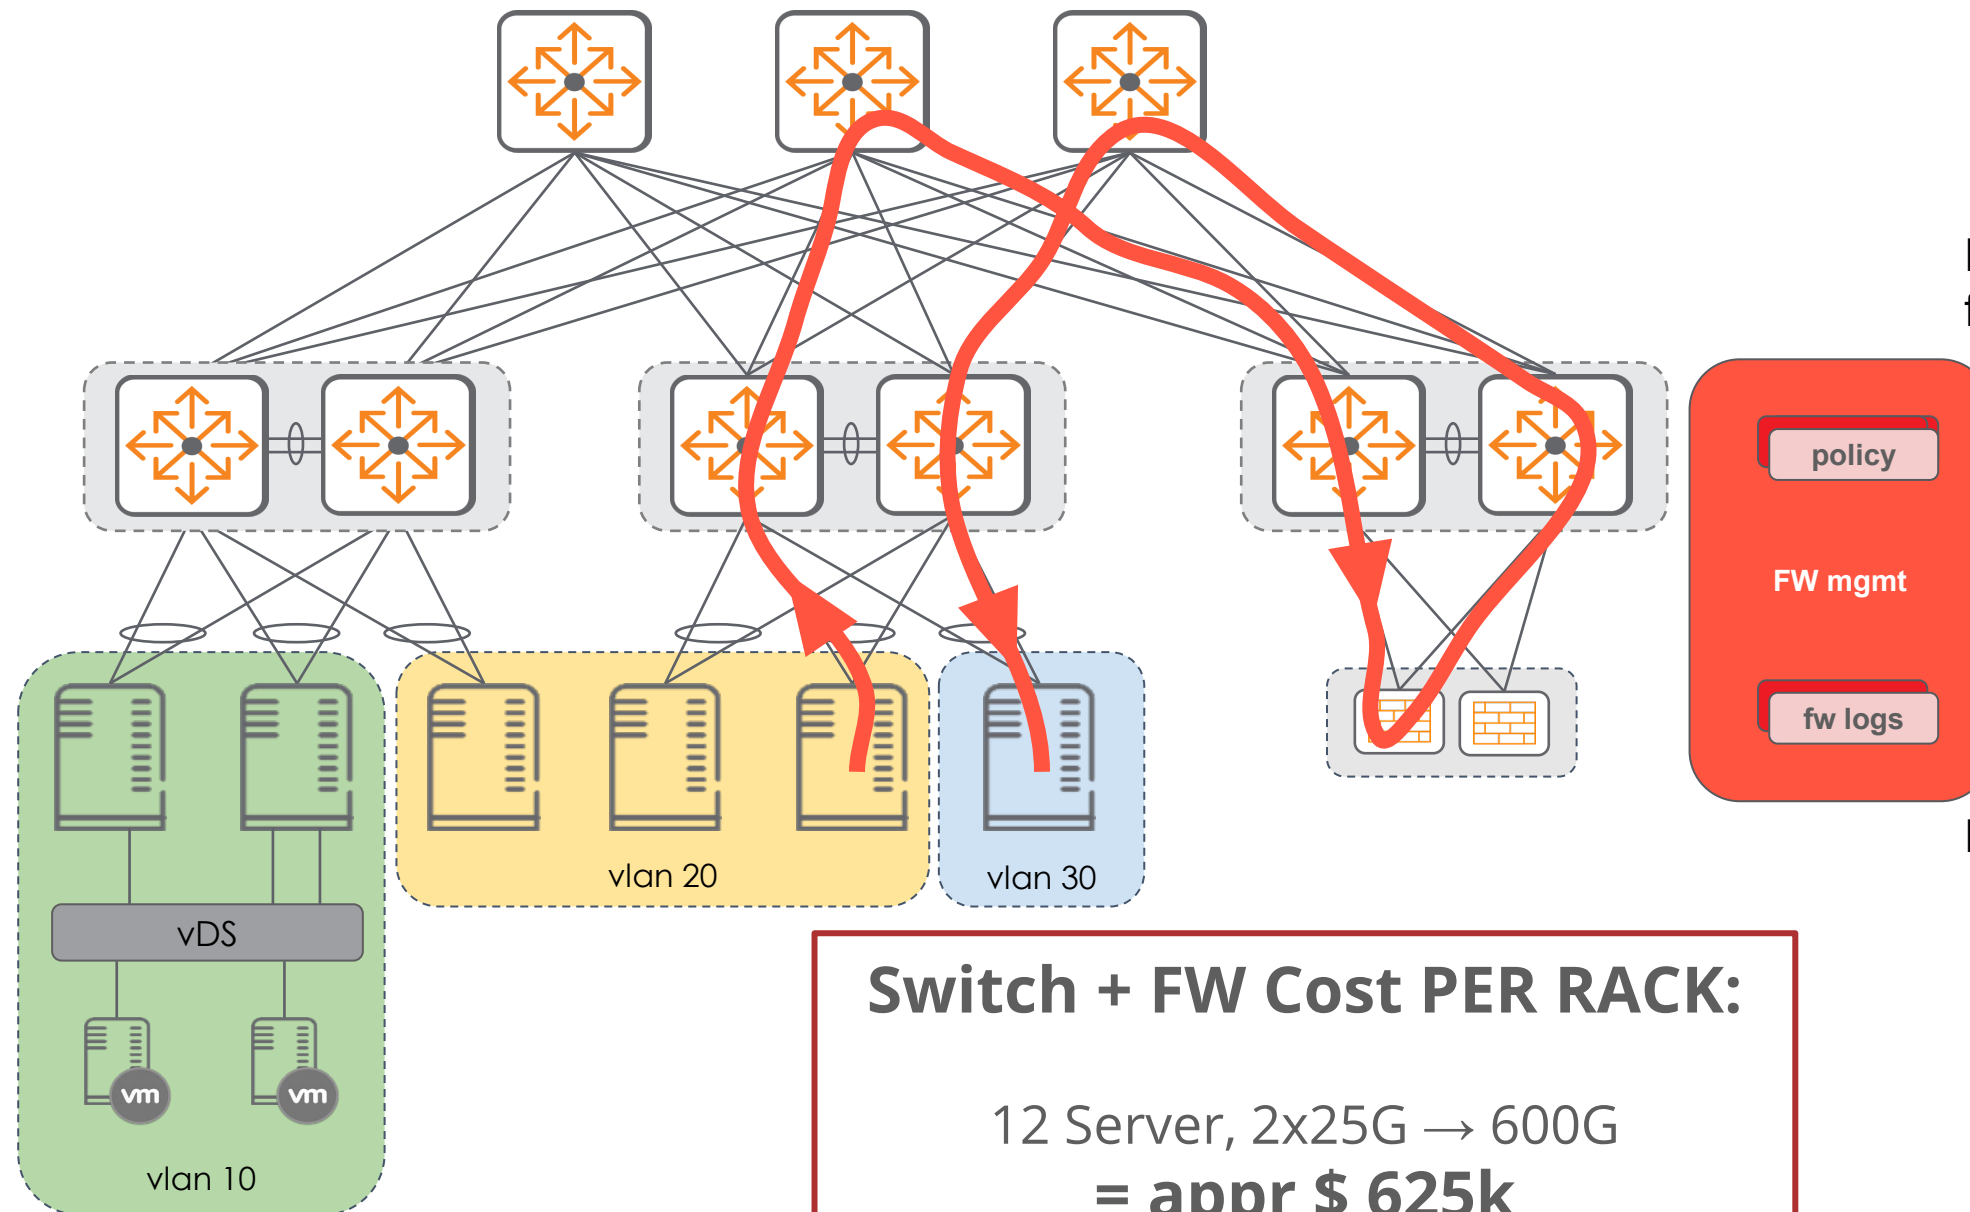 policy
FW mgmt
fw logs
vlan 20
vlan 30
vDS
vm
vm
vlan 10
Switch + FW Cost PER RACK:
12 Server, 2x25G → 600G
= appr $ 625k